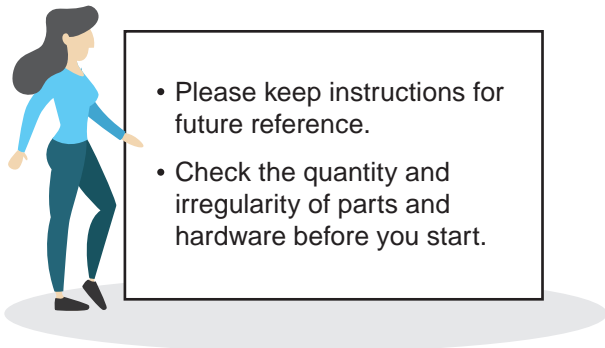 • Please keep instructions for
future reference.
• Check the quantity and
irregularity of parts and
hardware before you start.